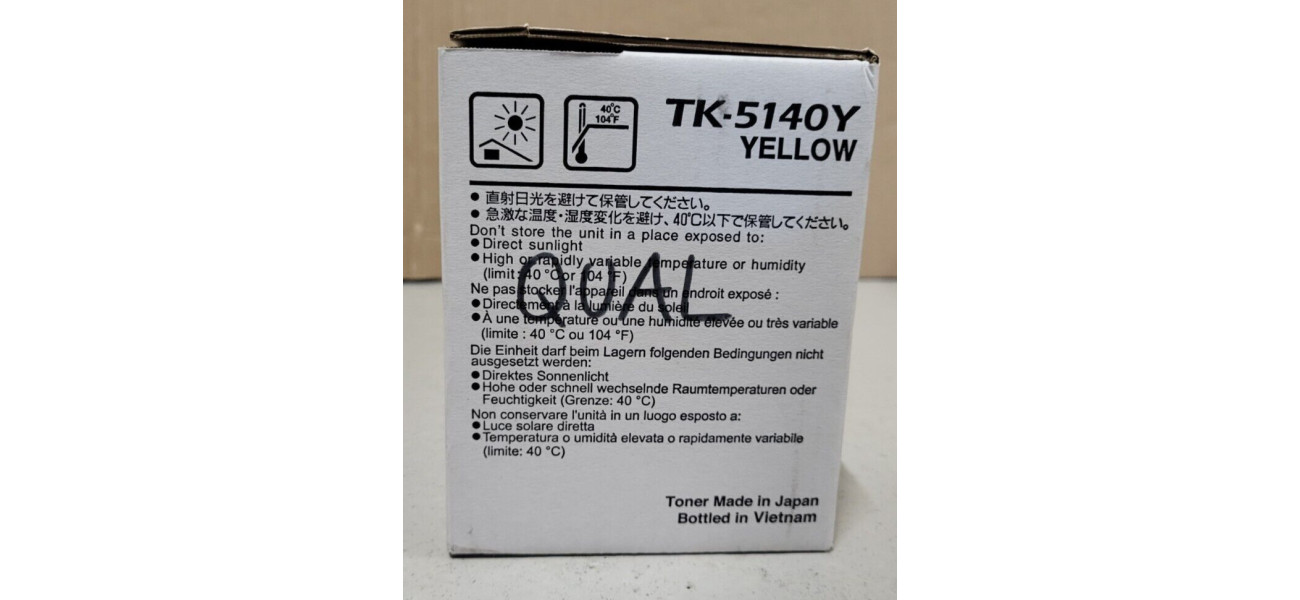 40°C
104°F
TK-5140Y
YELLOW
● 直射日光を避けて保管してください。
● 急激な温度・湿度変化を避け、40℃以下で保管してください。
Don't store the unit in a place exposed to:
● Direct sunlight
● High or rapidly variable temperature or humidity
(limit:40 °C or 104 °F)
Ne pas stocker l'appareil dans un endroit exposé :
● Directement à la lumière du soleil
● À une température ou une humidité élevée ou très variable
(limite : 40 °C ou 104 °F)
QUAL
Die Einheit darf beim Lagern folgenden Bedingungen nicht
ausgesetzt werden:
● Direktes Sonnenlicht
● Hohe oder schnell wechselnde Raumtemperaturen oder
Feuchtigkeit (Grenze: 40 °C)
Non conservare l'unità in un luogo esposto a:
● Luce solare diretta
● Temperatura o umidità elevata o rapidamente variabile
(limite: 40 °C)
Toner Made in Japan
Bottled in Vietnam